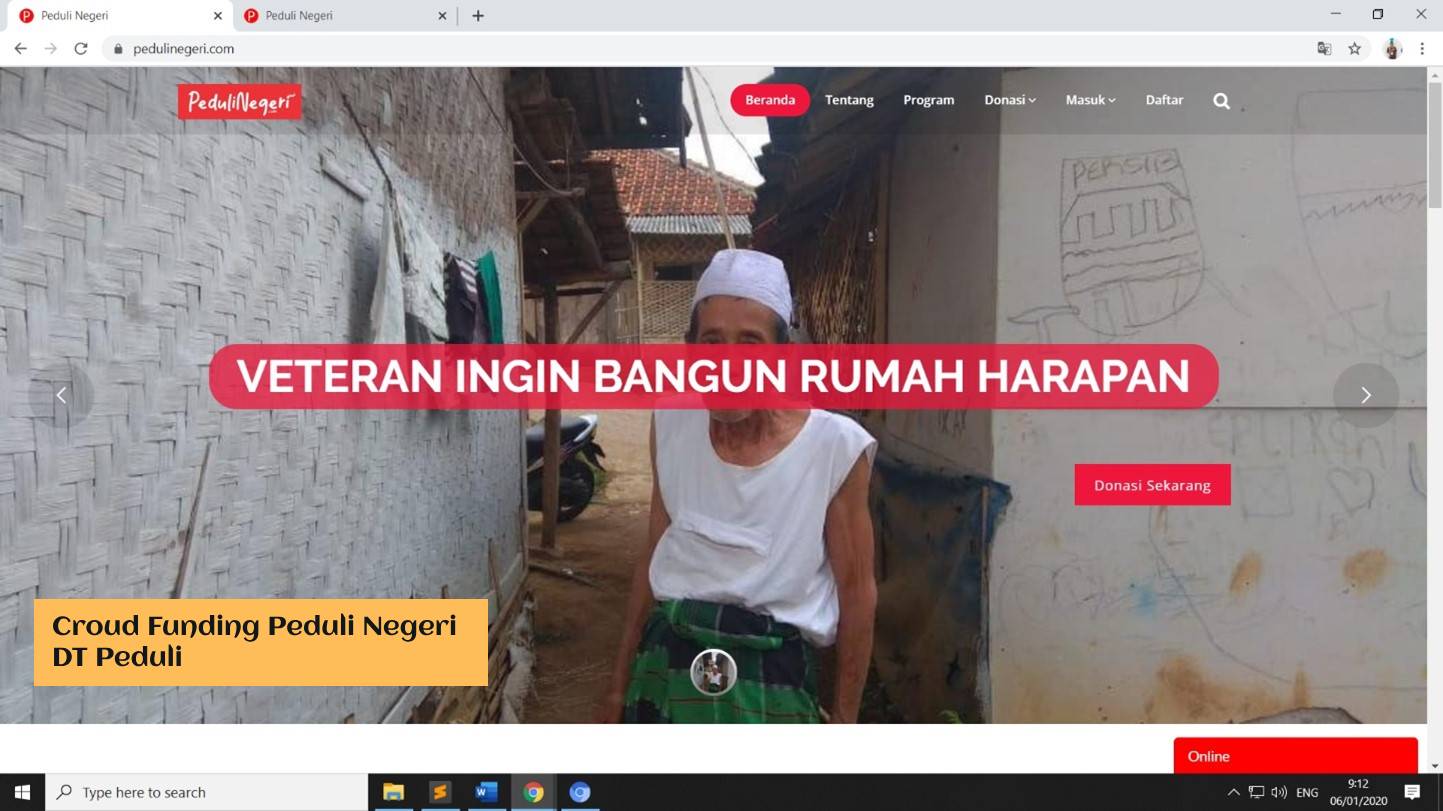 Peduli Negeri
Peduli Negeri
pedulinegeri.com
PeduliNegeri
Beranda Tentang Program Donasi Masuk Daftar
PERSIB
VETERAN INGIN BANGUN RUMAH HARAPAN
Donasi Sekarang
Croud Funding Peduli Negeri
DT Peduli
Online
Type here to search
ENG
9:12
06/01/2020